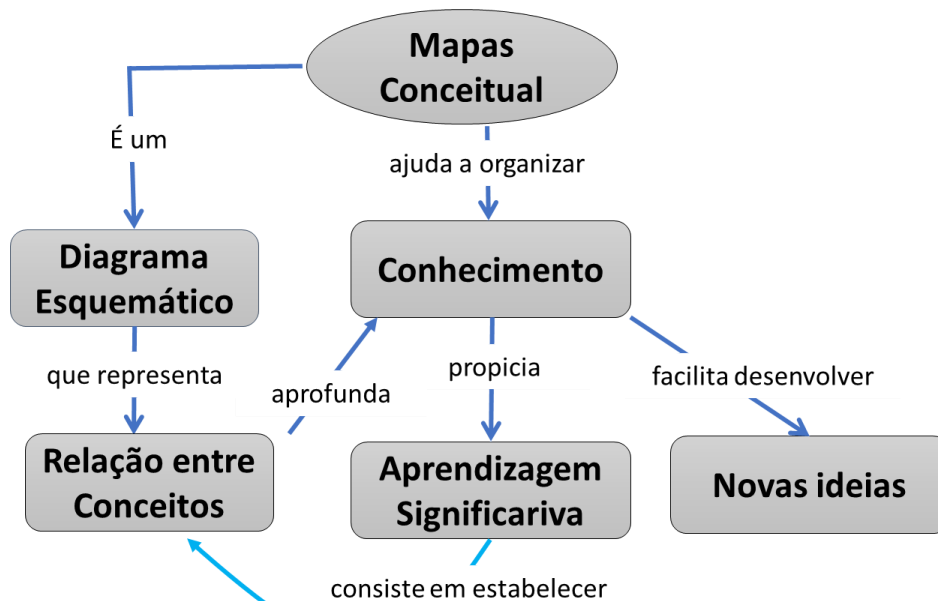 Mapas
Conceitual
É um
ajuda a organizar
Diagrama
Esquemático
Conhecimento
que representa
aprofunda
propicia
facilita desenvolver
Relação entre
Conceitos
Aprendizagem
Significariva
Novas ideias
consiste em estabelecer